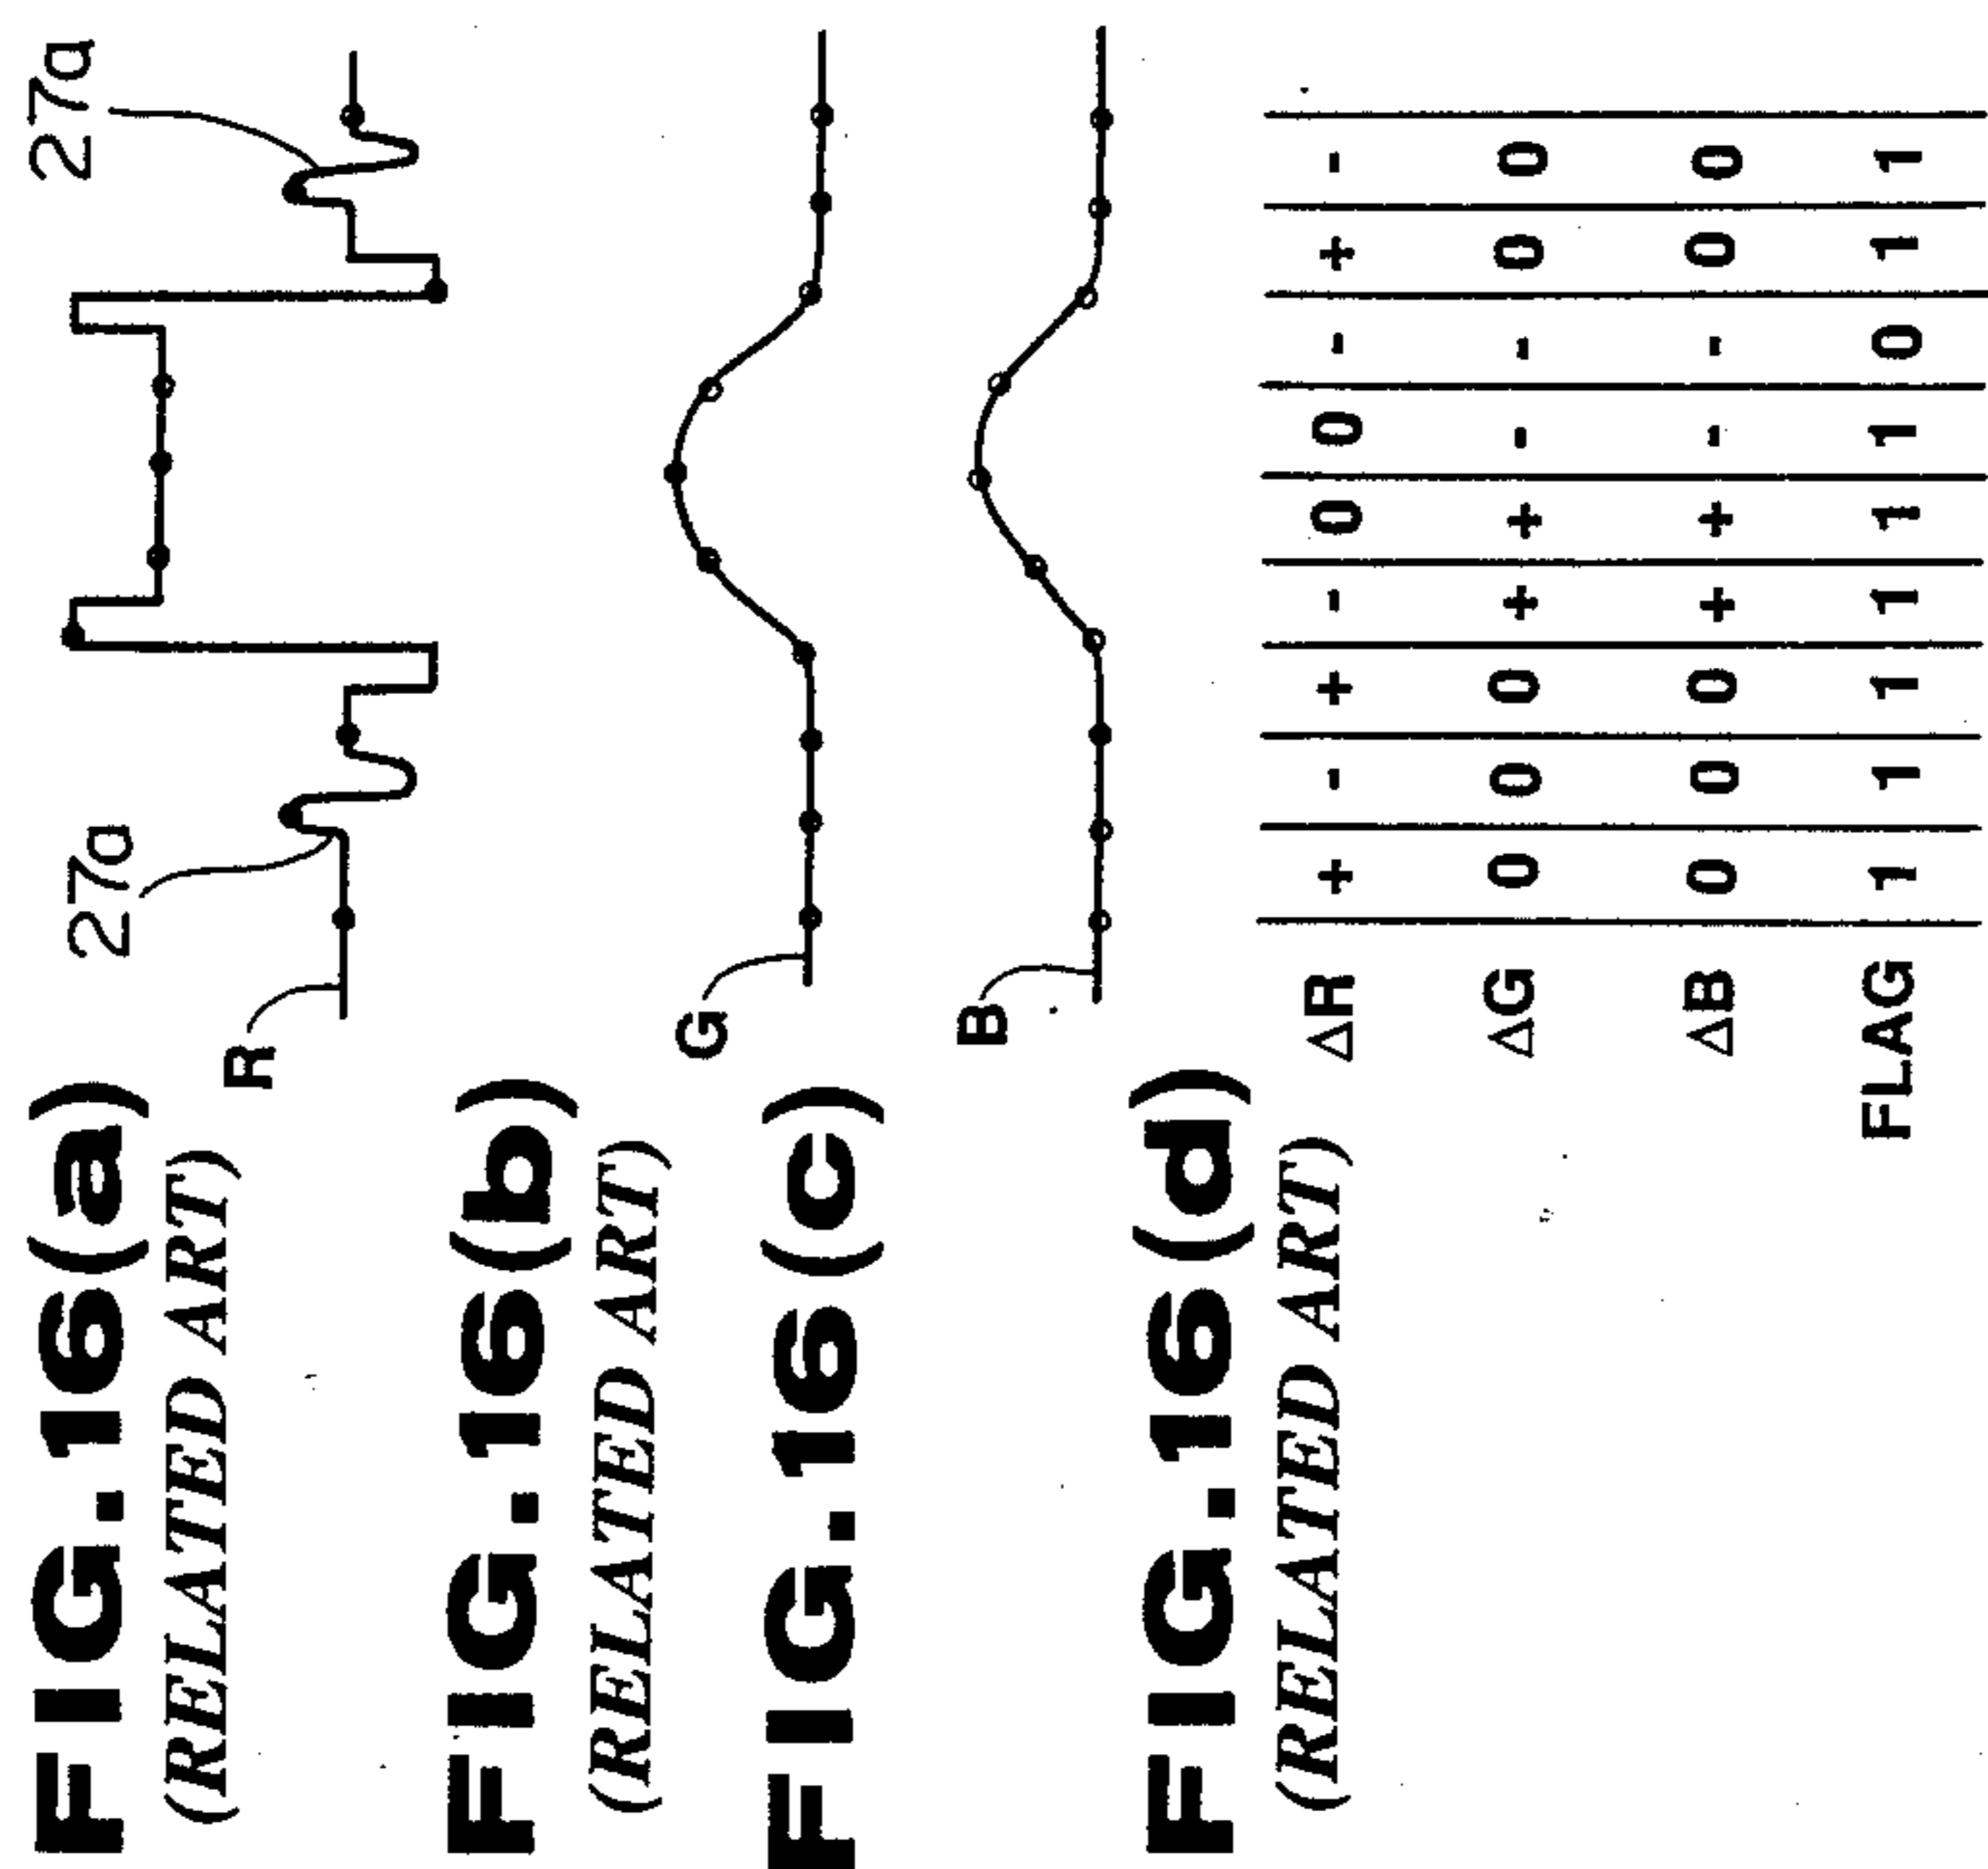 FIG.16(a)
(RELATED ART)
R
27a
27a
FIG.16(b)
(RELATED ART)
G
FIG.16(c)
B
FIG.16(d)
(RELATED ART)
ΔR + - + - 0 0 - + -
ΔG 0 0 0 + + - - 0 0
ΔB 0 0 0 + + - - 0 0
FLAG 1 1 1 1 1 1 0 1 1